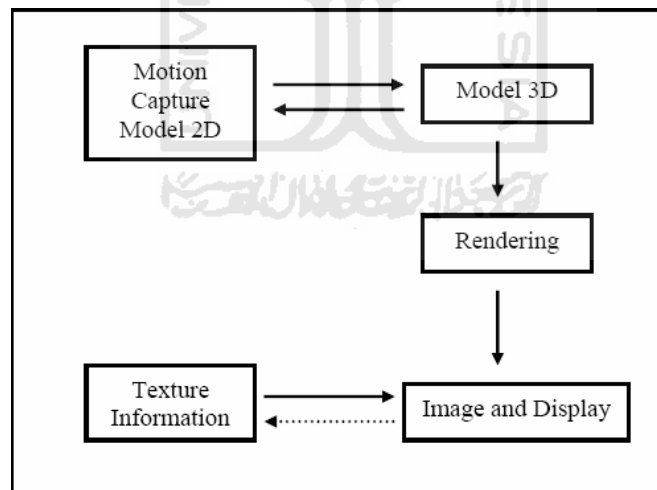 Motion
Capture
Model 2D
Model 3D
Rendering
Texture
Information
Image and Display